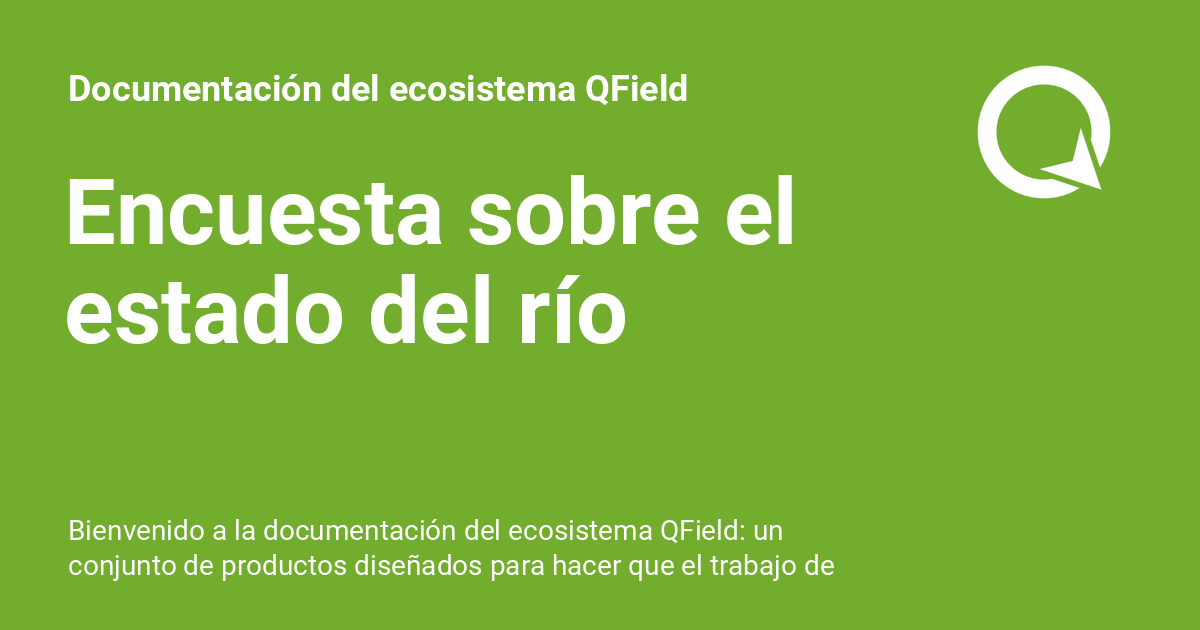 Documentación del ecosistema QField
Encuesta sobre el
estado del río
Bienvenido a la documentación del ecosistema QField: un
conjunto de productos diseñados para hacer que el trabajo de